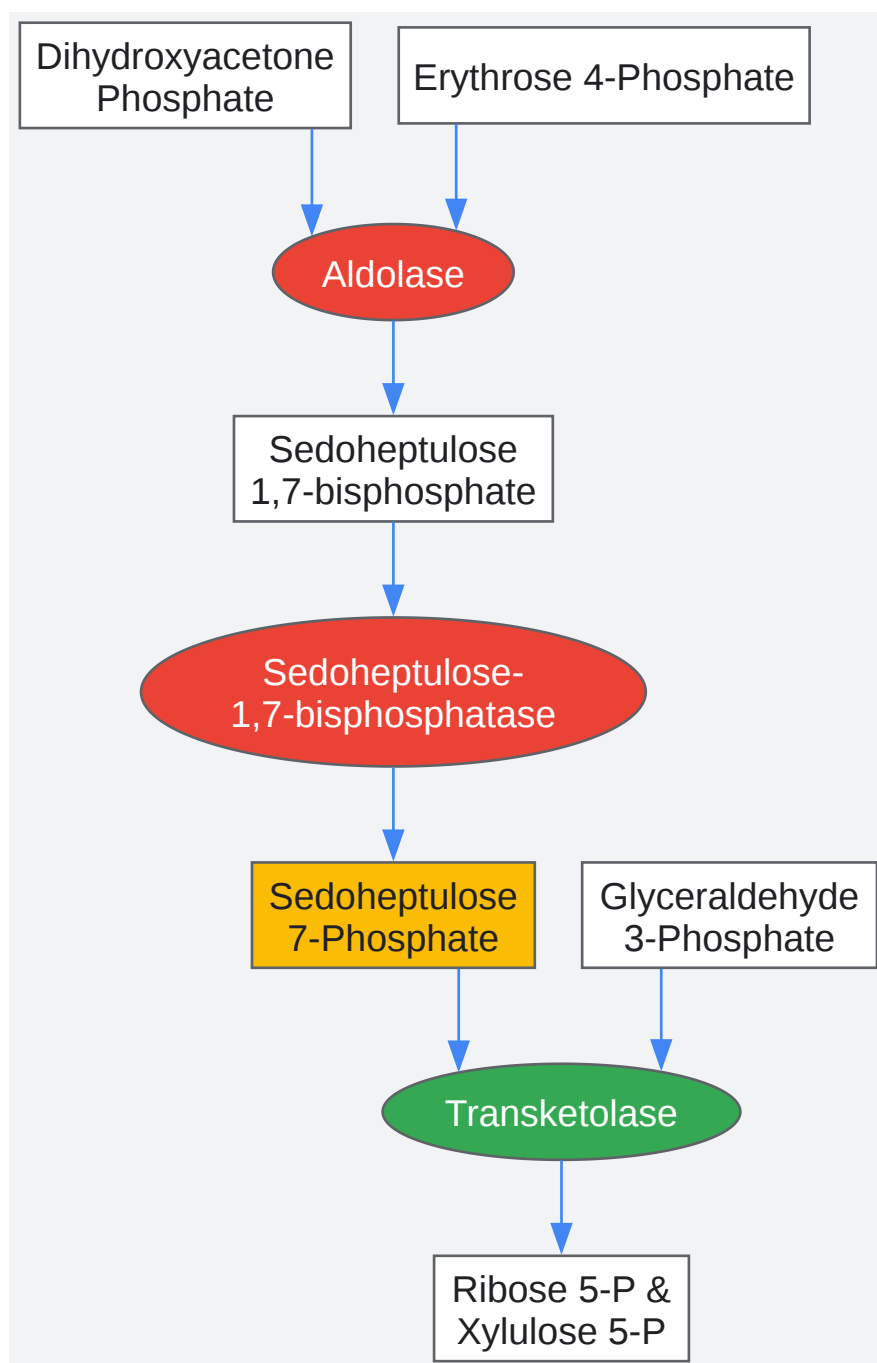 Dihydroxyacetone
Phosphate
Erythrose 4-Phosphate
Aldolase
Sedoheptulose
1,7-bisphosphate
Sedoheptulose-
1,7-bisphosphatase
Sedoheptulose
7-Phosphate
Glyceraldehyde
3-Phosphate
Transketolase
Ribose 5-P &
Xylulose 5-P